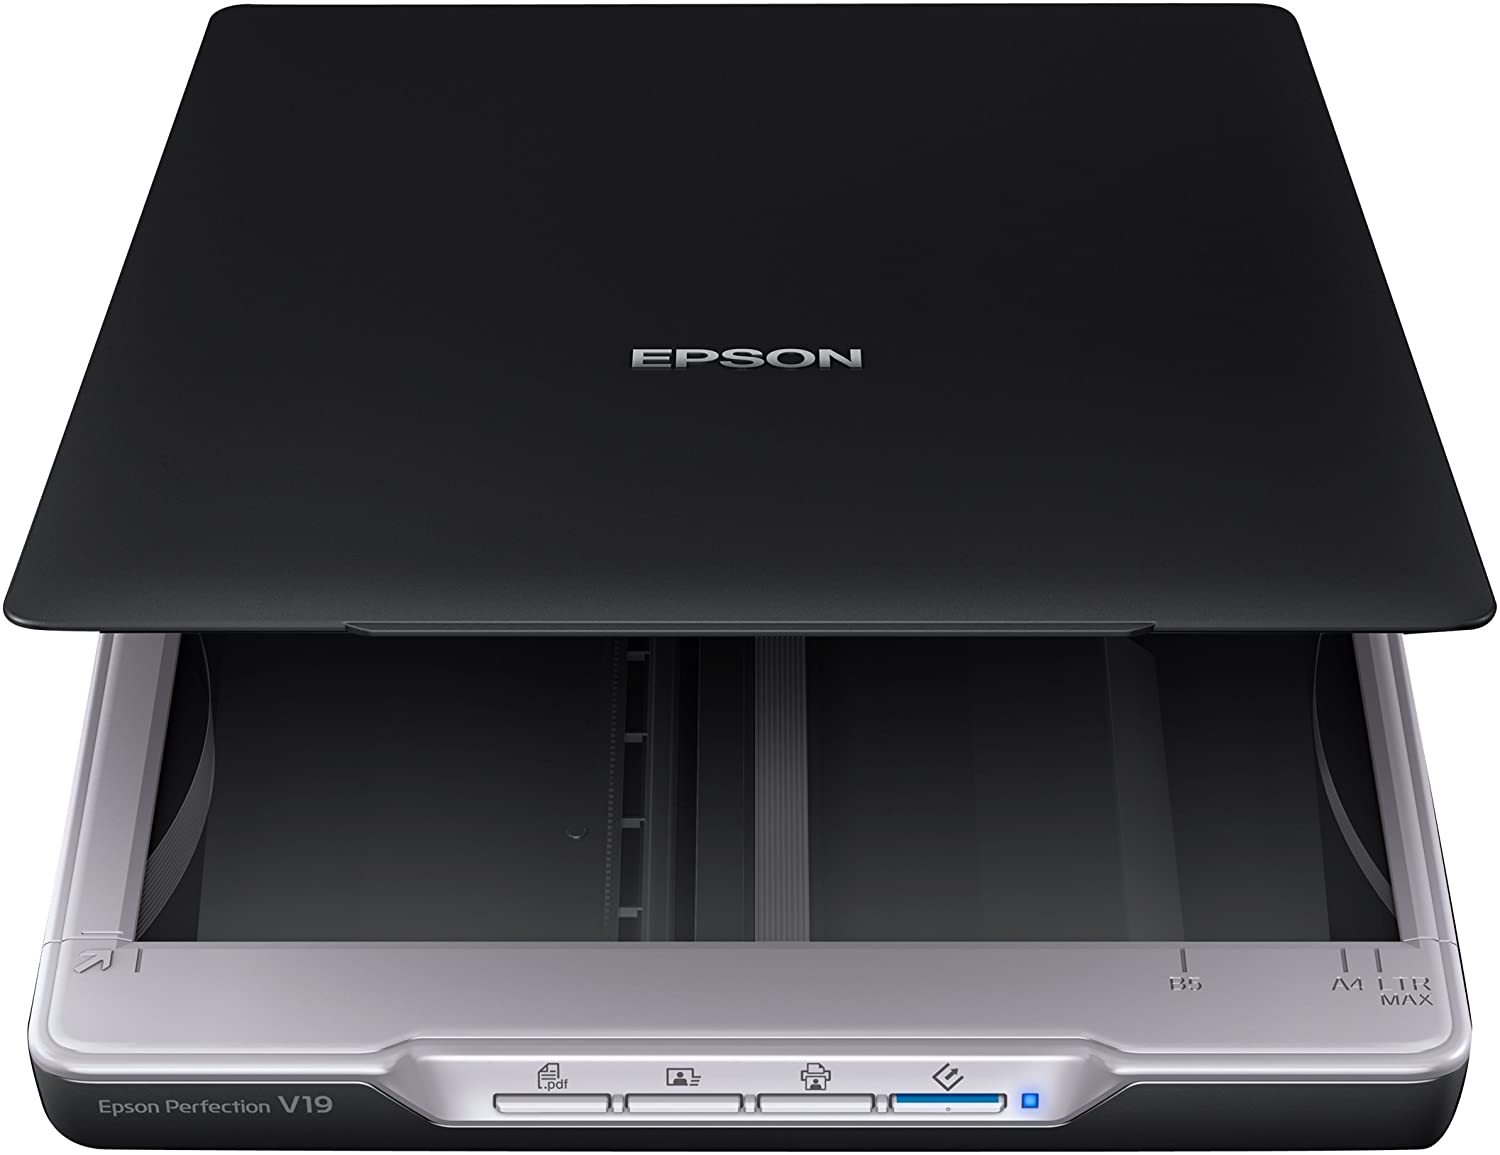 EPSON
B5
A4 LTR
MAX
.pdf
Epson Perfection V19